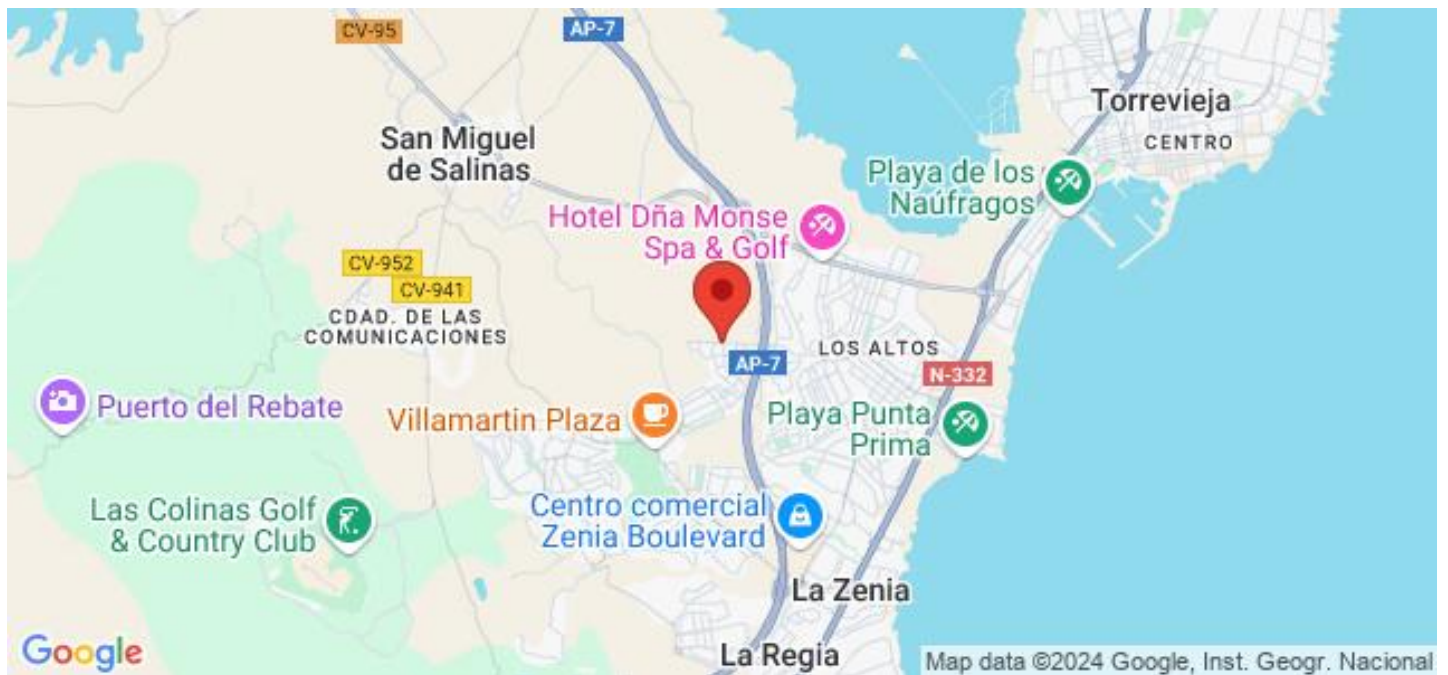 CV-95
AP-7
Torrevieja
CENTRO
San Miguel
de Salinas
Playa de los
Naúfragos
Hotel Dña Monse
Spa & Golf
CV-952
CV-941
CDAD. DE LAS
COMUNICACIONES
LOS ALTOS
AP-7
N-332
Puerto del Rebate
Villamartin Plaza
Playa Punta
Prima
Las Colinas Golf
& Country Club
Centro comercial
Zenia Boulevard
La Zenia
La Regia
Google
Map data ©2024 Google, Inst. Geogr. Nacional